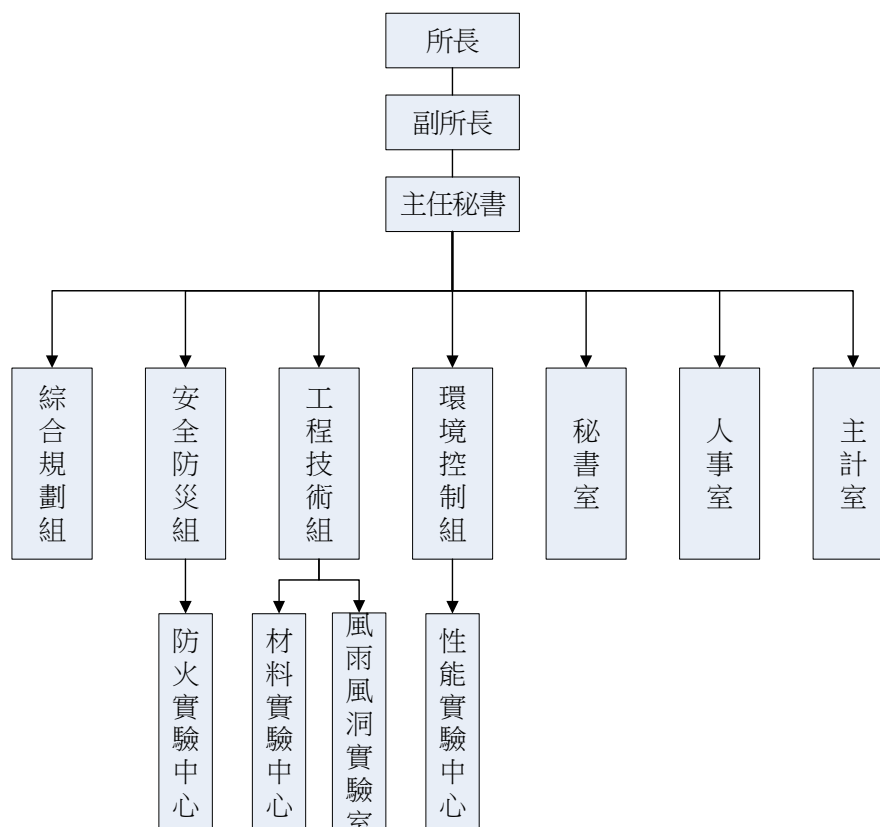 所長
副所長
主任秘書
綜合規劃組
安全防災組
工程技術組
環境控制組
秘書室
人事室
主計室
防火實驗中心
材料實驗中心
風雨風洞實驗室
性能實驗中心